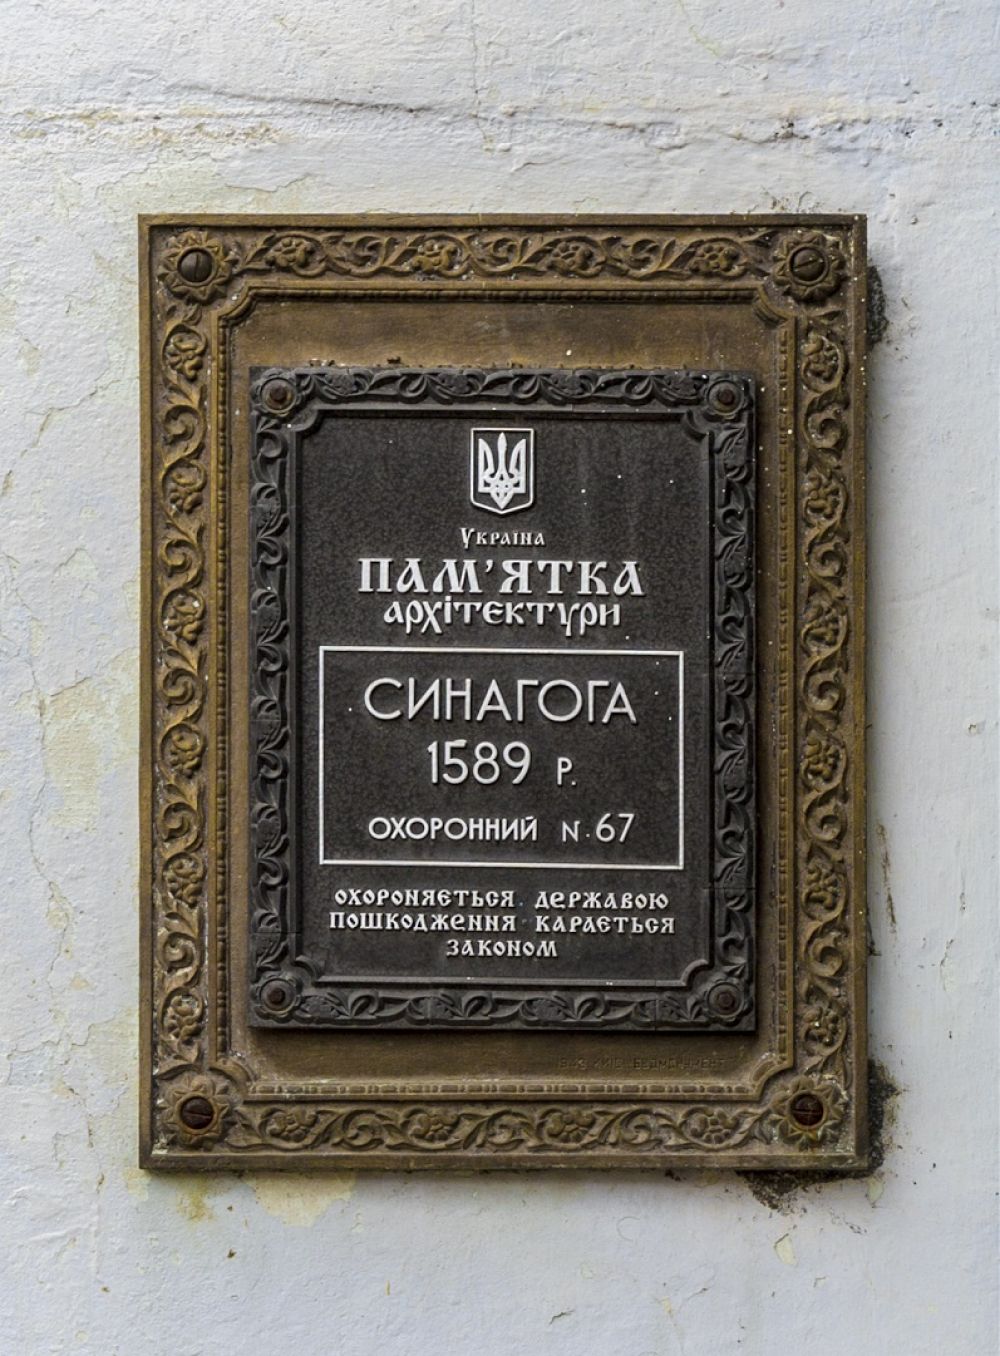 Україна
ПАМ'ЯТКА
архітектури
СИНАГОГА
1589 р.
ОХОРОННИЙ N. 67
ОХОРОНЯЄТЬСЯ ДЕРЖАВОЮ
ПОШКОДЖЕННЯ КАРАЄТЬСЯ
ЗАКОНОМ